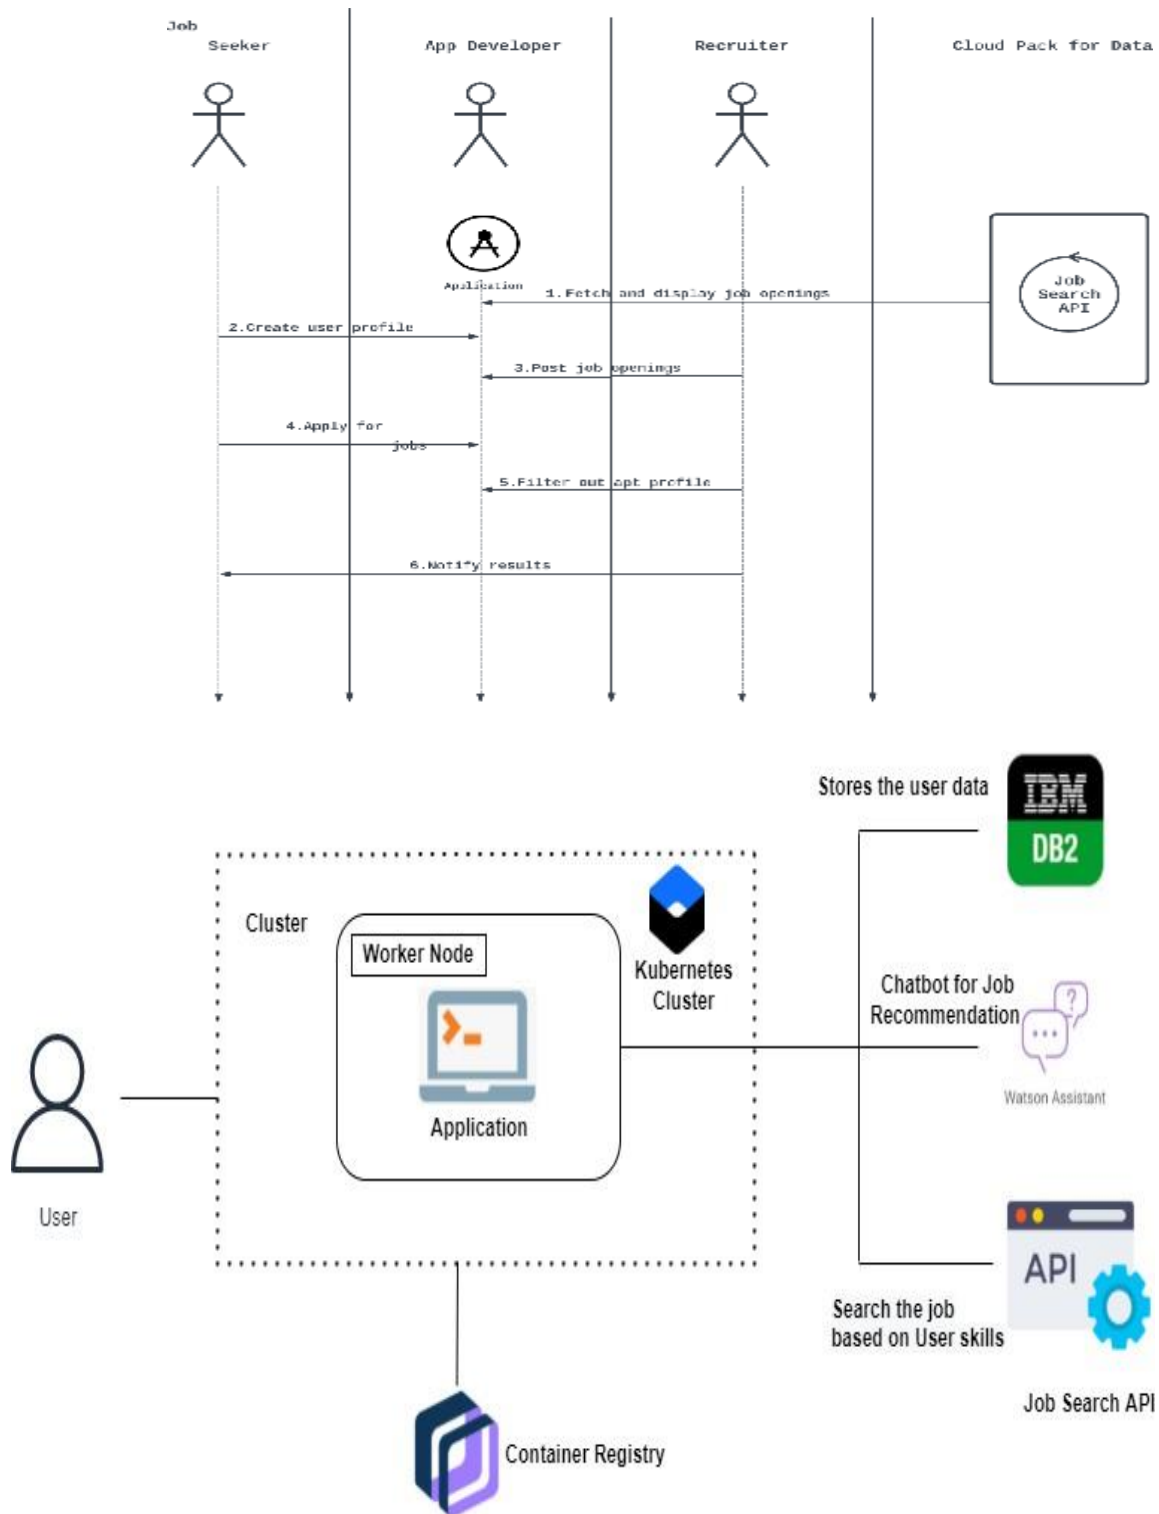 Job
Seeker
App Developer
Recruiter
Cloud Pack for Data
Application
Job
Search
API
1.Fetch and display job openings
2.Create user profile
3.Post job openings
4.Apply for
jobs
5.Filter out apt profile
6.Notify results
Stores the user data
IBM
DB2
Cluster
Worker Node
Kubernetes
Cluster
Application
Chatbot for Job
Recommendation
?
Watson Assistant
User
API
Search the job
based on User skills
Job Search API
Container Registry